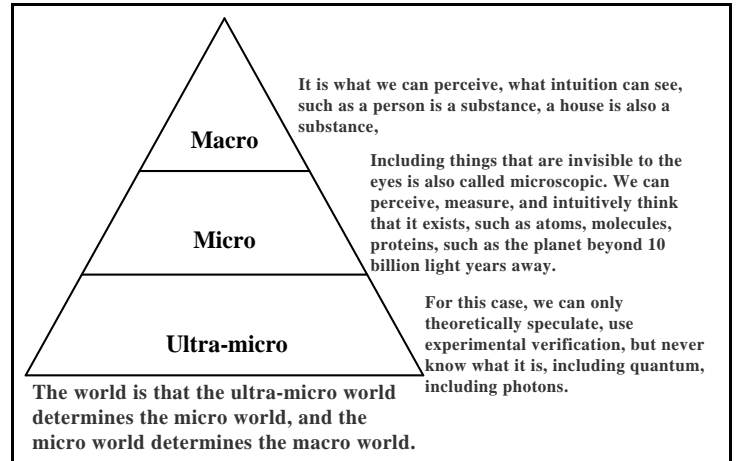 It is what we can perceive, what intuition can see,
such as a person is a substance, a house is also a
substance,
Macro
Including things that are invisible to the
eyes is also called microscopic. We can
perceive, measure, and intuitively think
that it exists, such as atoms, molecules,
proteins, such as the planet beyond 10
billion light years away.
Micro
For this case, we can only
theoretically speculate, use
experimental verification, but never
know what it is, including quantum,
including photons.
Ultra-micro
The world is that the ultra-micro world
determines the micro world, and the
micro world determines the macro world.